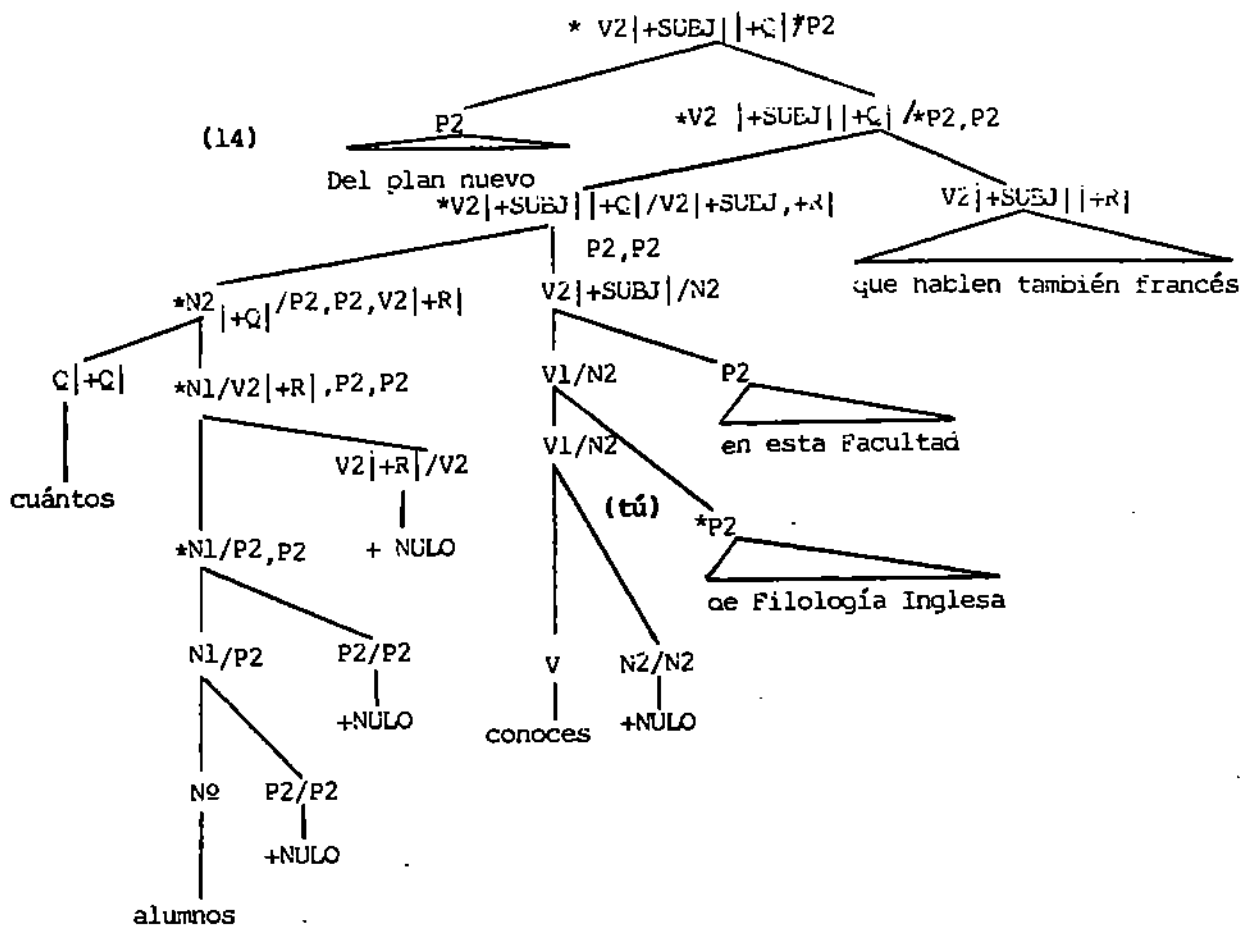 * V2|+SUBJ||+Q|/*P2
(14)
P2
*V2 |+SUBJ||+Q| /*P2,P2
Del plan nuevo
*V2|+SUBJ||+Q|/V2|+SUBJ,+R|
P2,P2
V2|+SUBJ||+R|
que hablen también francés
*N2|+Q|/P2,P2,V2|+R|
V2|+SUBJ|/N2
Q|+Q|
*N1/V2|+R|,P2,P2
V1/N2
P2
en esta Facultad
cuántos
V2|+R|/V2
V1/N2
(tú)
*P2
*N1/P2,P2
+ NULO
de Filología Inglesa
N1/P2
P2/P2
V
N2/N2
+NULO
conoces
+NULO
Nº
P2/P2
+NULO
alumnos